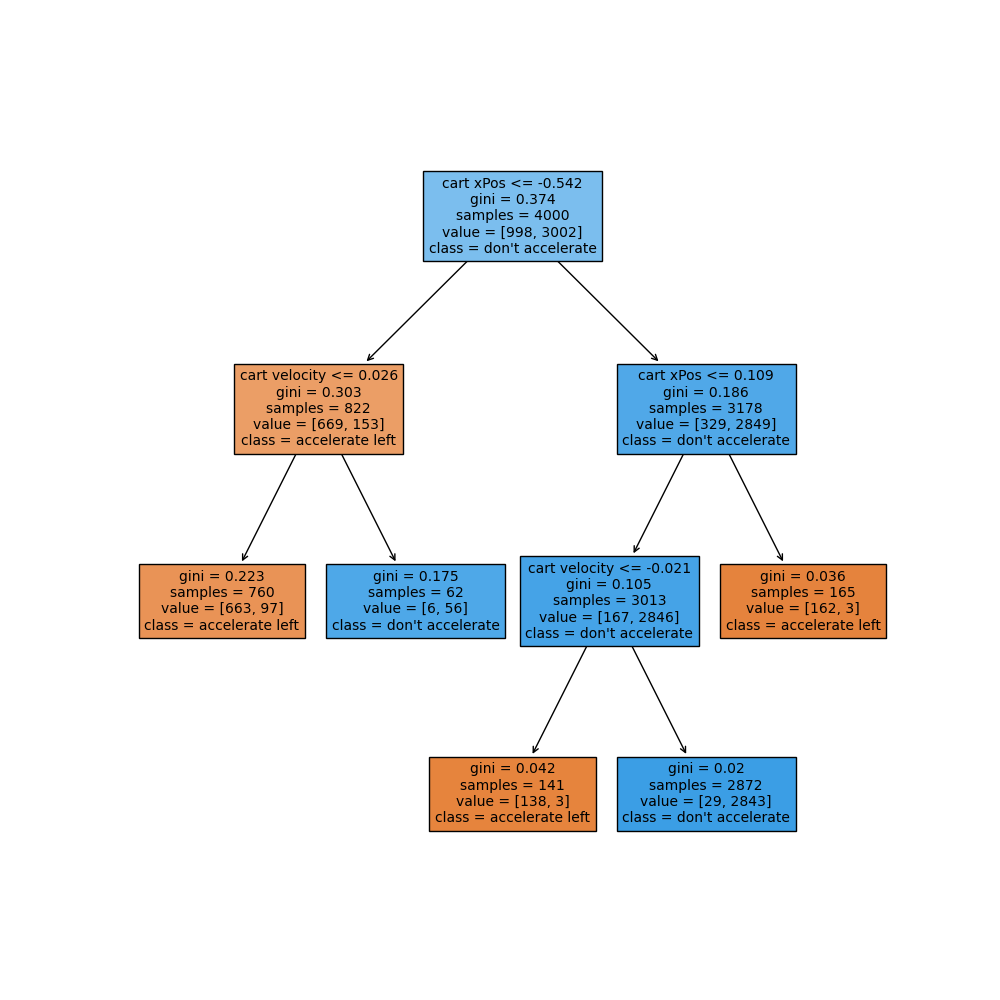 cart xPos <= -0.542
gini = 0.374
samples = 4000
value = [998, 3002]
class = don't accelerate
cart velocity <= 0.026
gini = 0.303
samples = 822
value = [669, 153]
class = accelerate left
cart xPos <= 0.109
gini = 0.186
samples = 3178
value = [329, 2849]
class = don't accelerate
gini = 0.223
samples = 760
value = [663, 97]
class = accelerate left
gini = 0.175
samples = 62
value = [6, 56]
class = don't accelerate
cart velocity <= -0.021
gini = 0.105
samples = 3013
value = [167, 2846]
class = don't accelerate
gini = 0.036
samples = 165
value = [162, 3]
class = accelerate left
gini = 0.042
samples = 141
value = [138, 3]
class = accelerate left
gini = 0.02
samples = 2872
value = [29, 2843]
class = don't accelerate